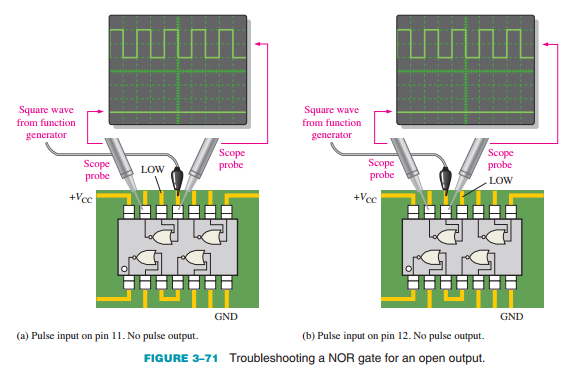 Square wave
from function
generator
Scope
probe
LOW
Scope
probe
+VCC
GND
(a) Pulse input on pin 11. No pulse output.
Square wave
from function
generator
Scope
probe
Scope
probe
LOW
+VCC
GND
(b) Pulse input on pin 12. No pulse output.
FIGURE 3–71 Troubleshooting a NOR gate for an open output.